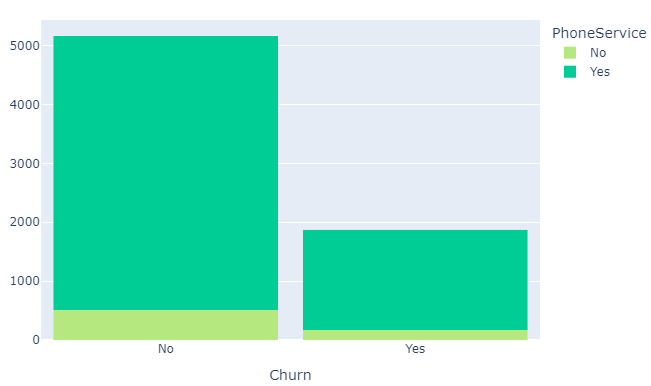 5000
4000
3000
2000
1000
0
No
Yes
Churn
PhoneService
No
Yes